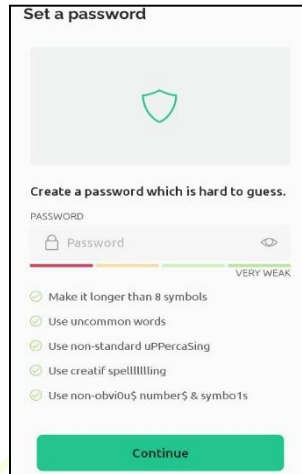 Set a password
Create a password which is hard to guess.
PASSWORD
Password
VERY WEAK
Make it longer than 8 symbols
Use uncommon words
Use non-standard uPPercaSing
Use creatif spelllllllling
Use non-obvi0u$ number$ & symbo1s
Continue